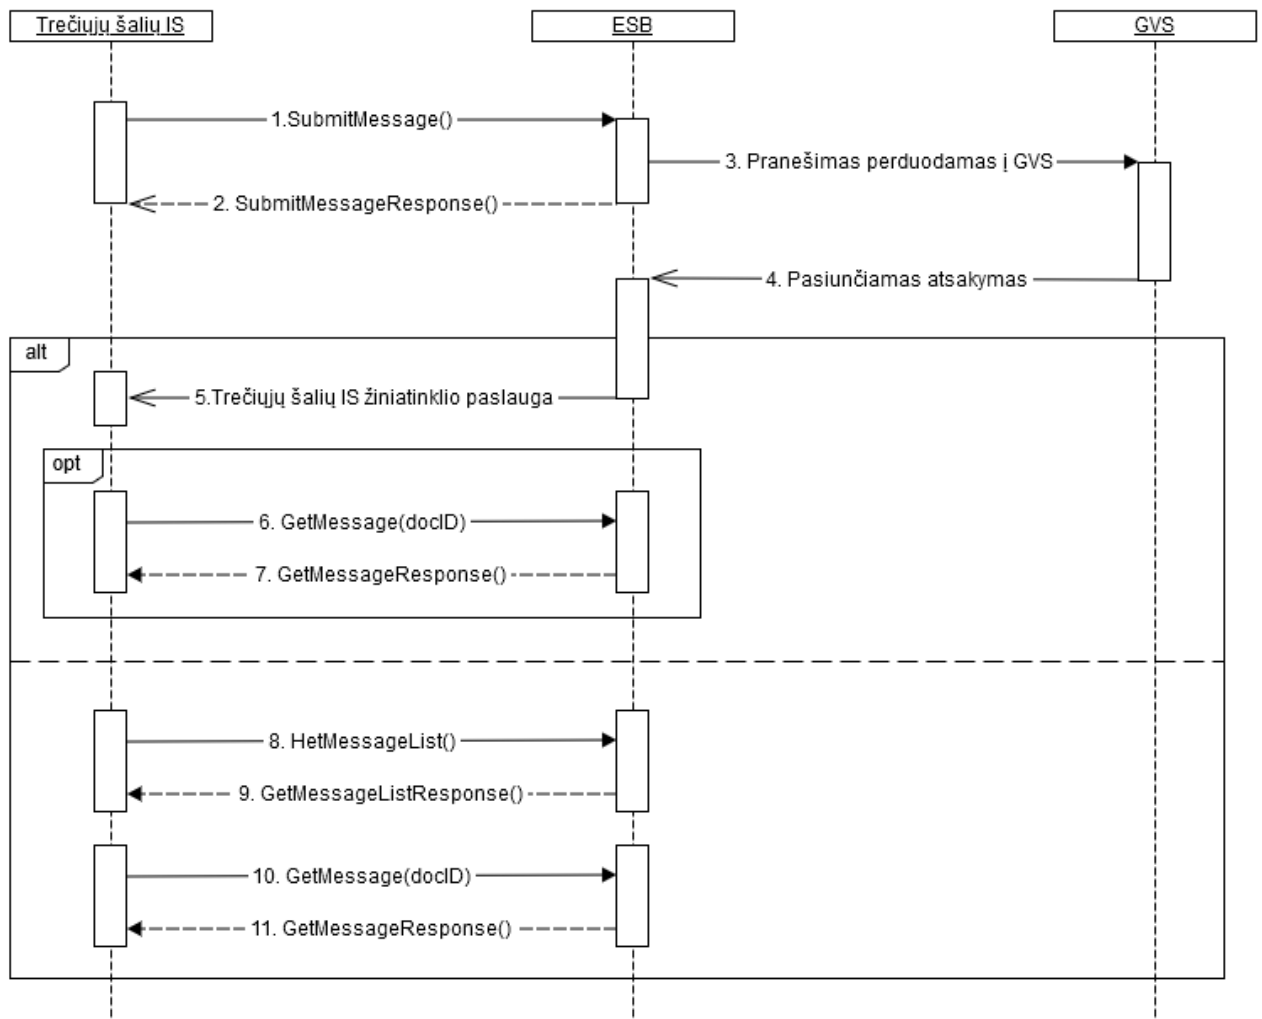 Trečiųjų šalių IS
ESB
GVS
1.SubmitMessage()
3. Pranešimas perduodamas į GVS
2. SubmitMessageResponse()
4. Pasiunčiamas atsakymas
alt
5.Trečiųjų šalių IS žiniatinklio paslauga
opt
6. GetMessage(docID)
7. GetMessageResponse()
8. HetMessageList()
9. GetMessageListResponse()
10. GetMessage(docID)
11. GetMessageResponse()